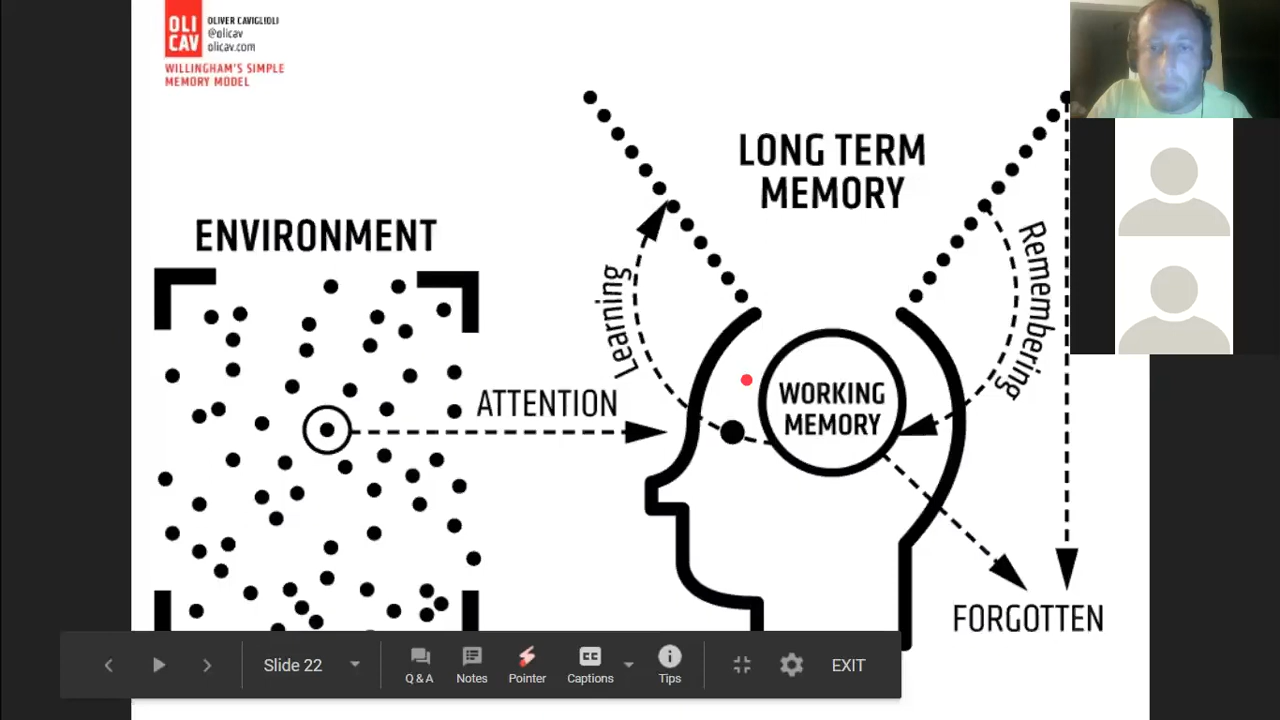 OLI
CAV
OLIVER CAVIGLIOLI
@olicav
olicav.com
WILLINGHAM'S SIMPLE
MEMORY MODEL
LONG TERM
MEMORY
ENVIRONMENT
Learning
Remembering
ATTENTION
WORKING
MEMORY
FORGOTTEN
Slide 22
Q & A
Notes
Pointer
CC
Captions
Tips
EXIT